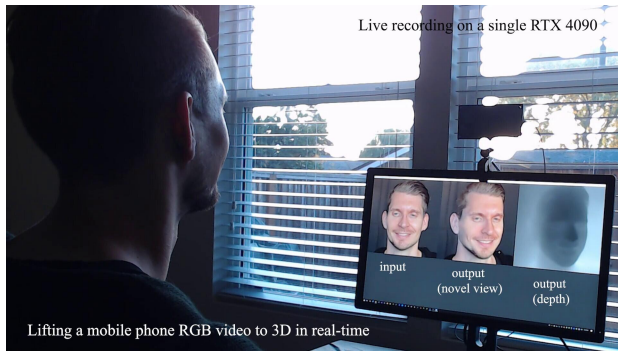 Live recording on a single RTX 4090
input
output
(novel view)
output
(depth)
Lifting a mobile phone RGB video to 3D in real-time